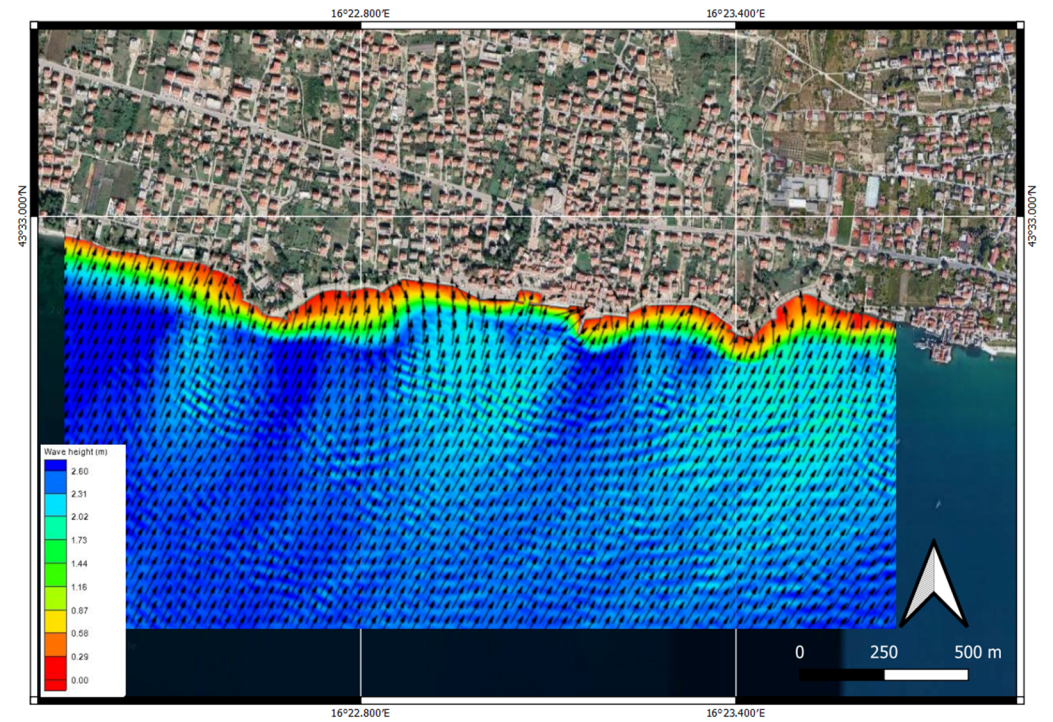 16°22.800′E 16°23.400′E
43°33.000′N 43°33.000′N
Wave height (m)
2.60
2.31
2.02
1.73
1.44
1.16
0.87
0.58
0.29
0.00
0 250 500 m
16°22.800′E 16°23.400′E